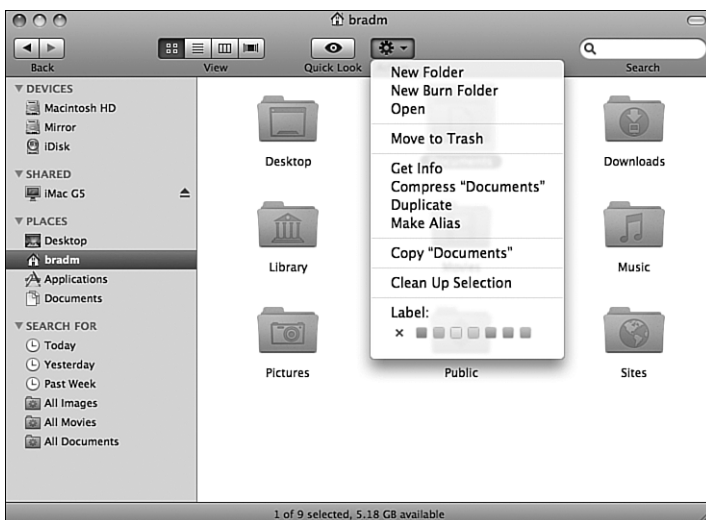 bradm
Back
View
Quick Look
Search
DEVICES
Macintosh HD
Mirror
iDisk
SHARED
iMac G5
PLACES
Desktop
bradm
Applications
Documents
SEARCH FOR
Today
Yesterday
Past Week
All Images
All Movies
All Documents
New Folder
New Burn Folder
Open
Move to Trash
Get Info
Compress “Documents”
Duplicate
Make Alias
Copy “Documents”
Clean Up Selection
Label:
Desktop
Documents
Downloads
Library
Movies
Music
Pictures
Public
Sites
1 of 9 selected, 5.18 GB available